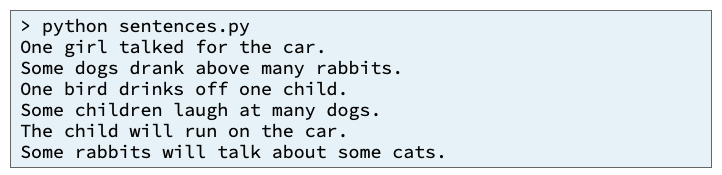 > python sentences.py
One girl talked for the car.
Some dogs drank above many rabbits.
One bird drinks off one child.
Some children laugh at many dogs.
The child will run on the car.
Some rabbits will talk about some cats.